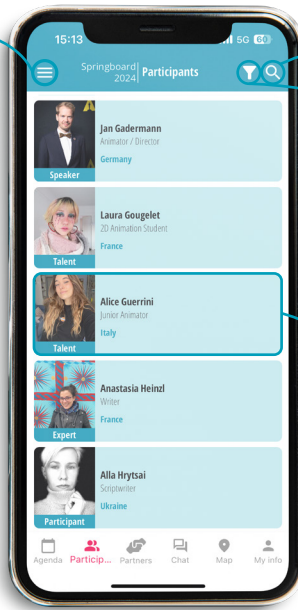 15:13
5G 60
Springboard
2024 Participants
Jan Gadermann
Animator / Director
Germany
Speaker
Laura Gougelet
2D Animation Student
France
Talent
Alice Guerrini
Junior Animator
Italy
Talent
Anastasia Heinzl
Writer
France
Expert
Alla Hrytsai
Scriptwriter
Ukraine
Participant
Agenda Particip... Partners Chat Map My info